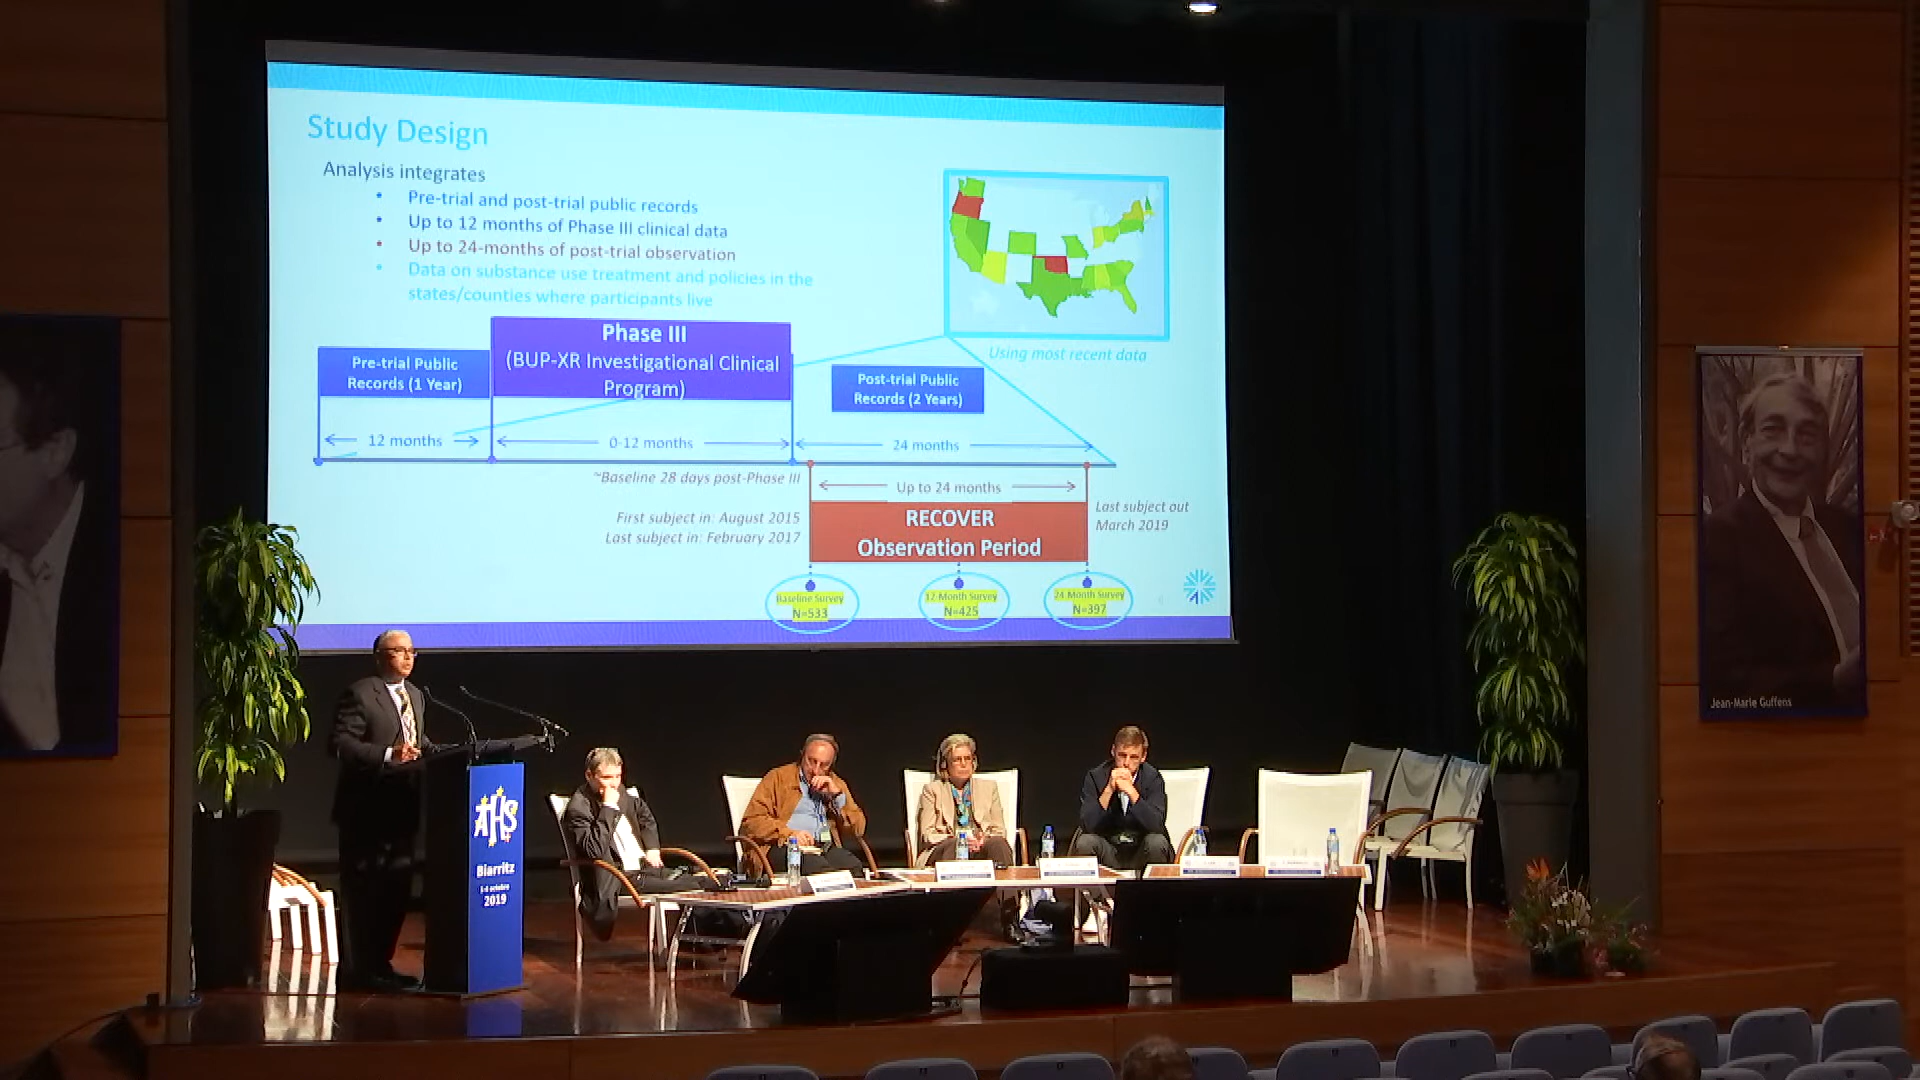 Study Design
Analysis integrates
• Pre-trial and post-trial public records
• Up to 12 months of Phase III clinical data
• Up to 24-months of post-trial observation
• Data on substance use treatment and policies in the
states/counties where participants live
Using most recent data
Pre-trial Public
Records (1 Year)
Phase III
(BUP-XR Investigational Clinical
Program)
Post-trial Public
Records (2 Years)
12 months
0-12 months
24 months
~Baseline 28 days post-Phase III
Up to 24 months
First subject in: August 2015
Last subject in: February 2017
RECOVER
Observation Period
Last subject out
March 2019
Baseline Survey
N=533
12-Month Survey
N=425
24-Month Survey
N=397
Jean-Marie Guffens
ATHS
Biarritz
1-4 octobre
2019